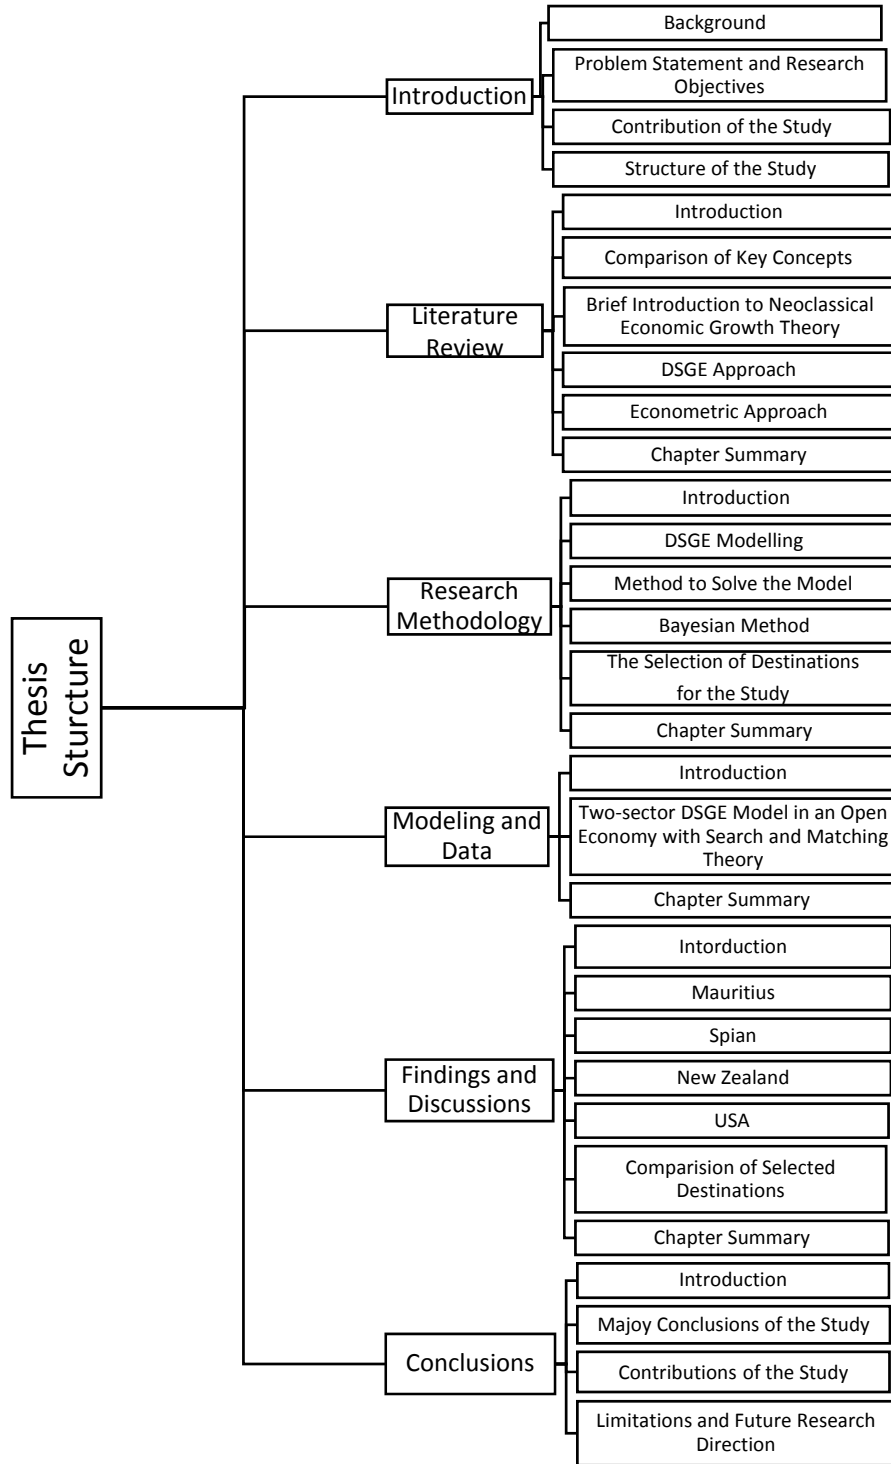 Thesis
Sturcture
Introduction
Background
Problem Statement and Research
Objectives
Contribution of the Study
Structure of the Study
Literature
Review
Introduction
Comparison of Key Concepts
Brief Introduction to Neoclassical
Economic Growth Theory
DSGE Approach
Econometric Approach
Chapter Summary
Research
Methodology
Introduction
DSGE Modelling
Method to Solve the Model
Bayesian Method
The Selection of Destinations
for the Study
Chapter Summary
Modeling and
Data
Introduction
Two-sector DSGE Model in an Open
Economy with Search and Matching
Theory
Chapter Summary
Findings and
Discussions
Intorduction
Mauritius
Spian
New Zealand
USA
Comparision of Selected
Destinations
Chapter Summary
Conclusions
Introduction
Majoy Conclusions of the Study
Contributions of the Study
Limitations and Future Research
Direction